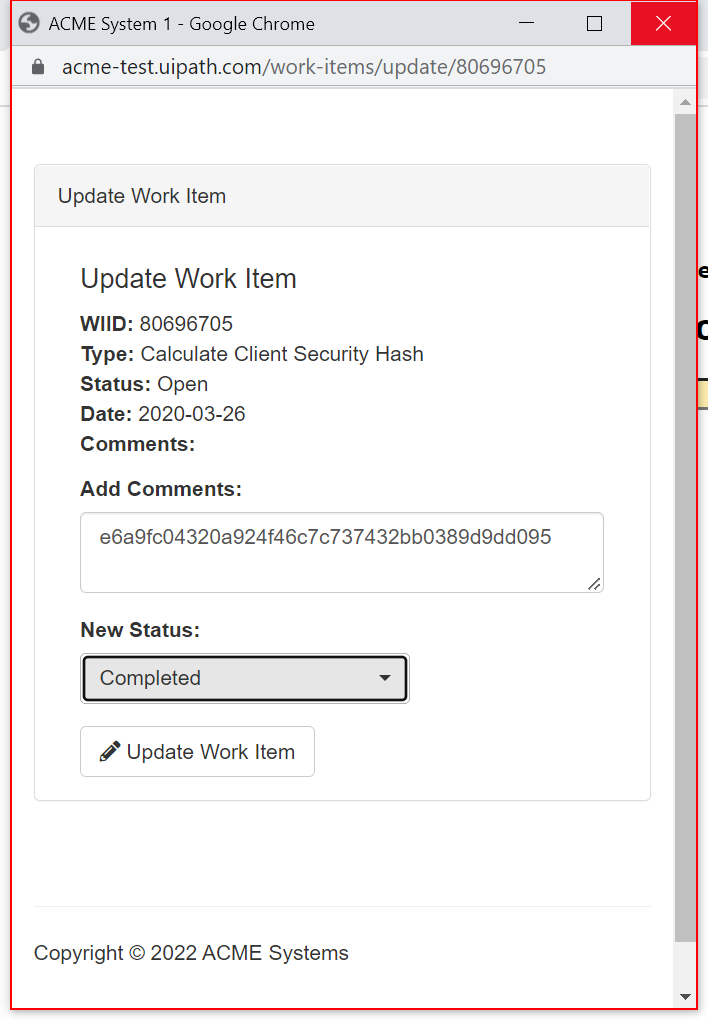 ACME System 1 - Google Chrome
acme-test.uipath.com/work-items/update/80696705
Update Work Item
Update Work Item
WIID: 80696705
Type: Calculate Client Security Hash
Status: Open
Date: 2020-03-26
Comments:
Add Comments:
e6a9fc04320a924f46c7c737432bb0389d9dd095
New Status:
Completed
Update Work Item
Copyright © 2022 ACME Systems